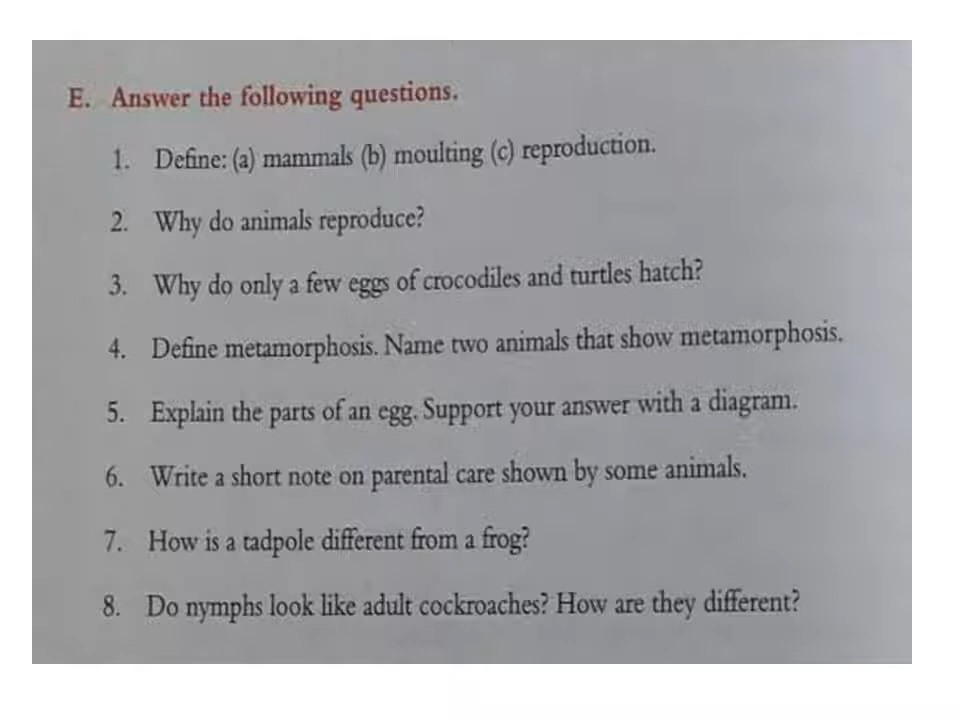 E. Answer the following questions.
1. Define: (a) mammals (b) moulting (c) reproduction.
2. Why do animals reproduce?
3. Why do only a few eggs of crocodiles and turtles hatch?
4. Define metamorphosis. Name two animals that show metamorphosis.
5. Explain the parts of an egg. Support your answer with a diagram.
6. Write a short note on parental care shown by some animals.
7. How is a tadpole different from a frog?
8. Do nymphs look like adult cockroaches? How are they different?